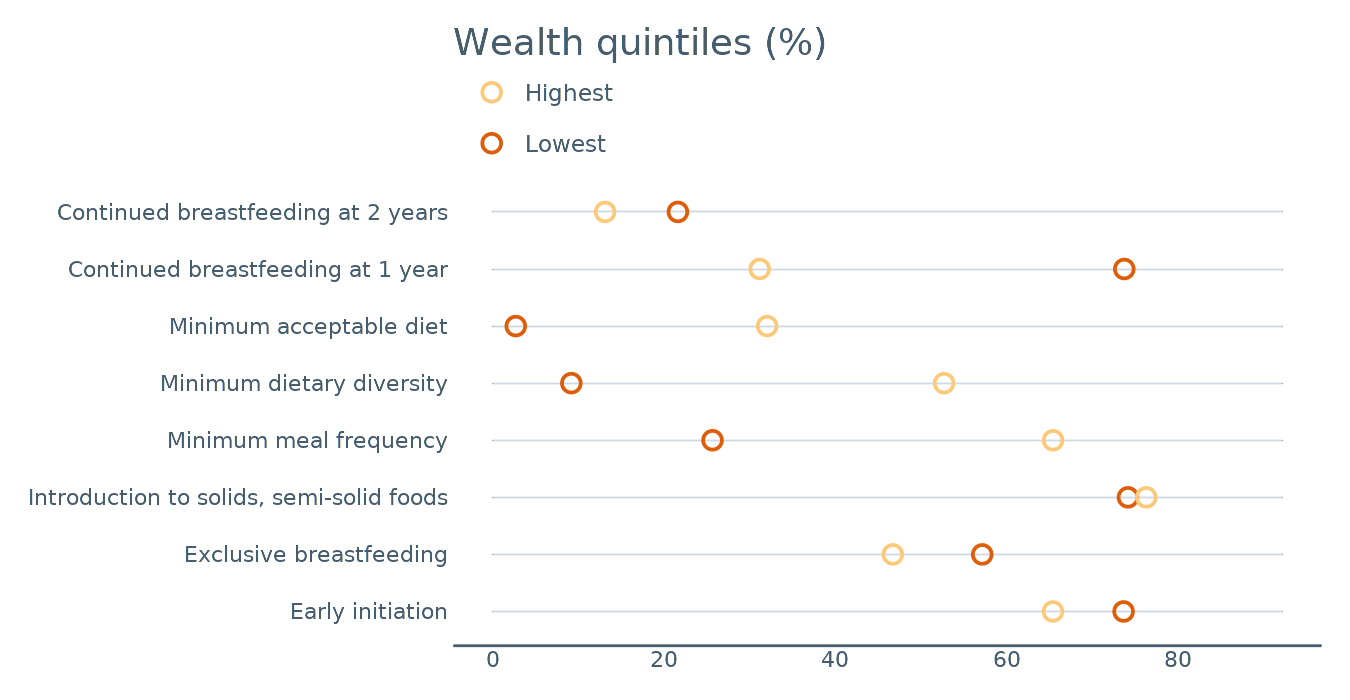 Wealth quintiles (%)
Highest
Lowest
Continued breastfeeding at 2 years
Continued breastfeeding at 1 year
Minimum acceptable diet
Minimum dietary diversity
Minimum meal frequency
Introduction to solids, semi-solid foods
Exclusive breastfeeding
Early initiation
0 20 40 60 80